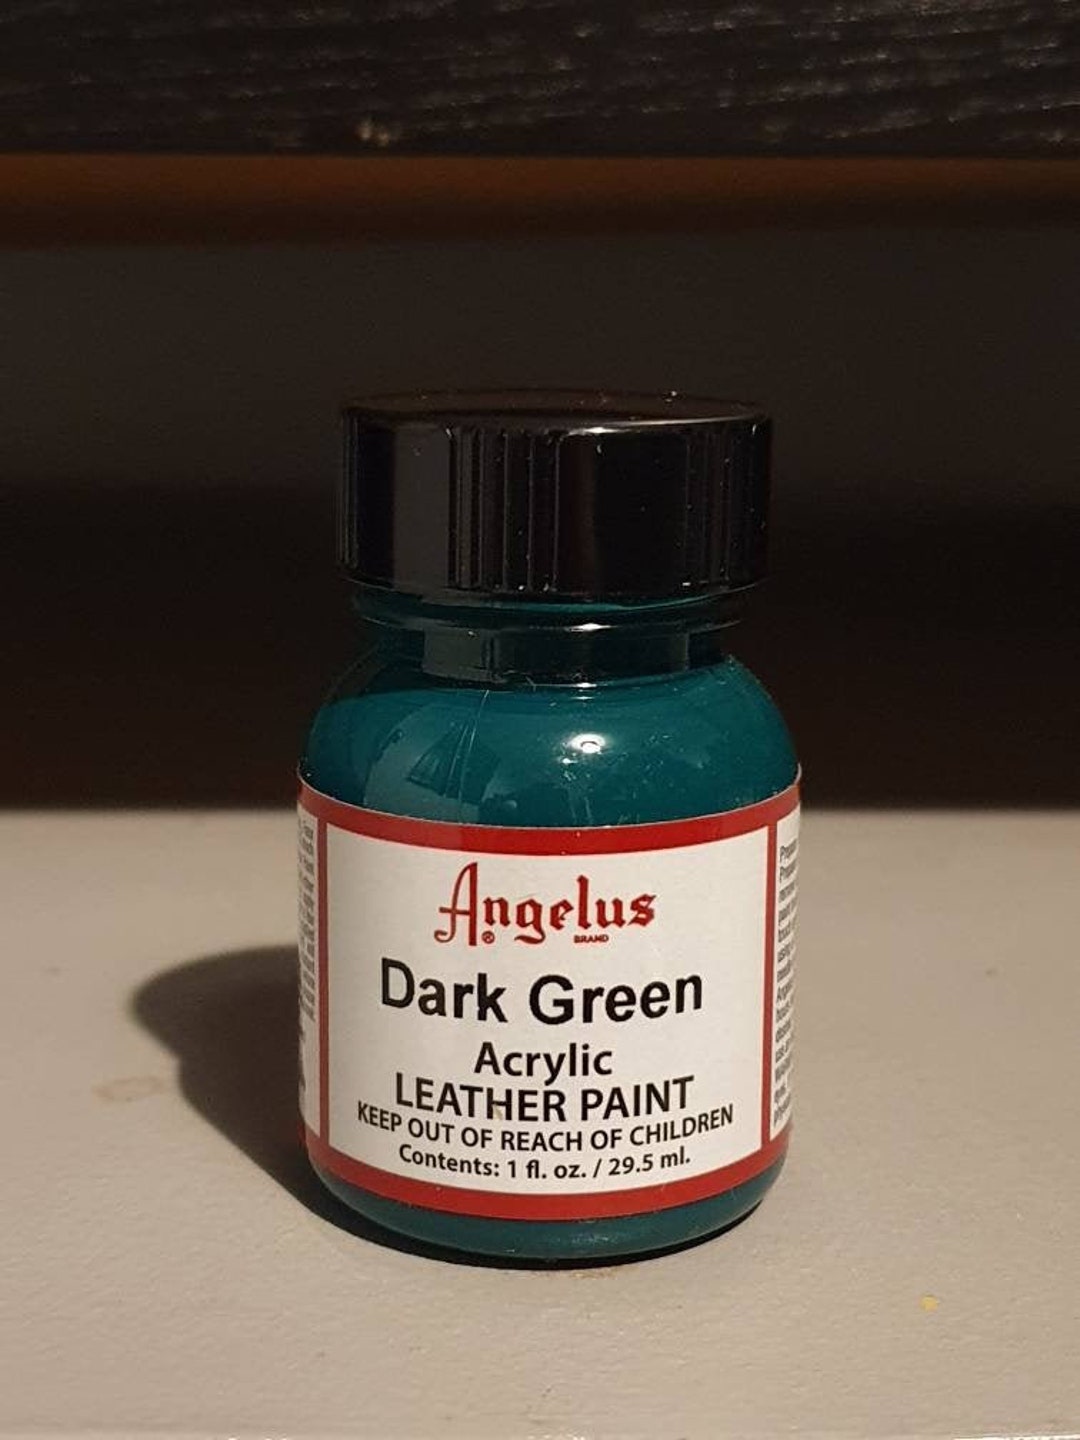 Angelus®
BRAND
Dark Green
Acrylic
LEATHER PAINT
KEEP OUT OF REACH OF CHILDREN
Contents: 1 fl. oz. / 29.5 ml.